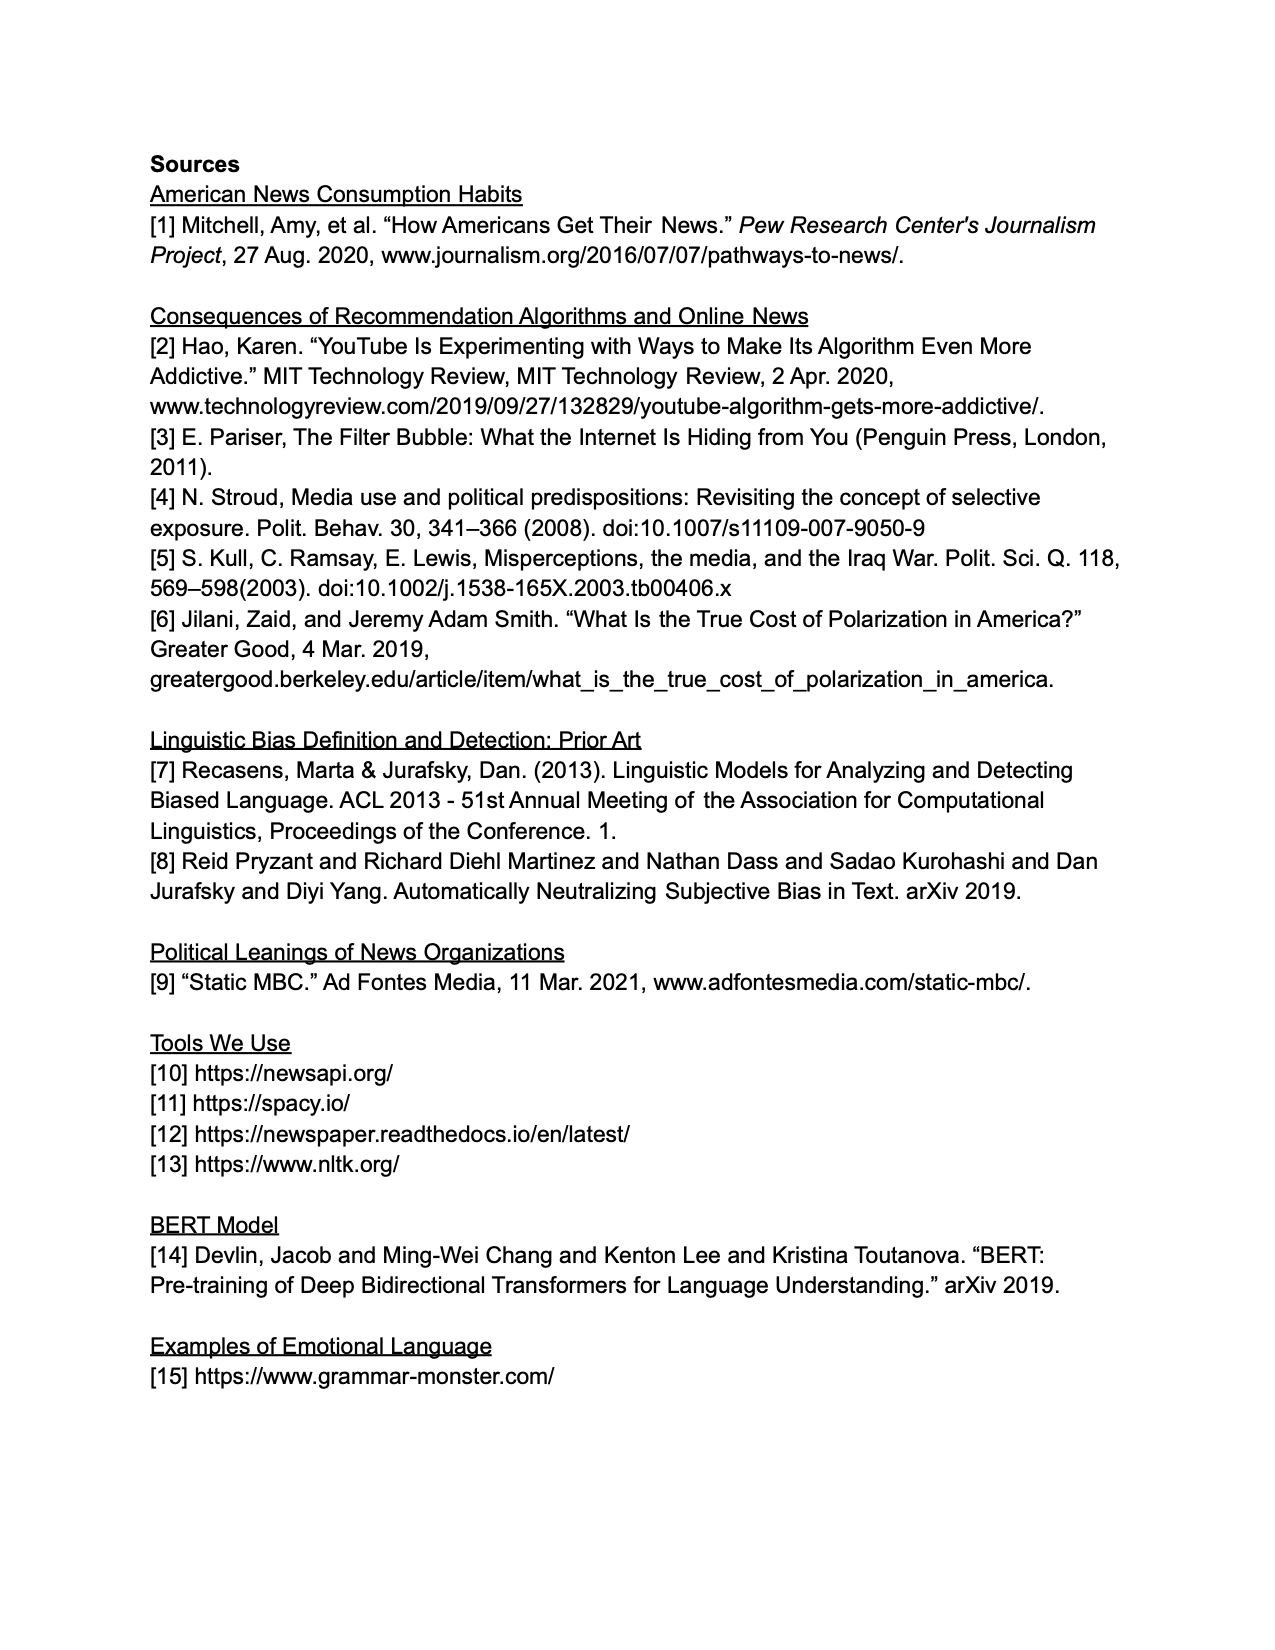 Sources
American News Consumption Habits
[1] Mitchell, Amy, et al. “How Americans Get Their News.” Pew Research Center's Journalism
Project, 27 Aug. 2020, www.journalism.org/2016/07/07/pathways-to-news/.
Consequences of Recommendation Algorithms and Online News
[2] Hao, Karen. “YouTube Is Experimenting with Ways to Make Its Algorithm Even More
Addictive.” MIT Technology Review, MIT Technology Review, 2 Apr. 2020,
www.technologyreview.com/2019/09/27/132829/youtube-algorithm-gets-more-addictive/.
[3] E. Pariser, The Filter Bubble: What the Internet Is Hiding from You (Penguin Press, London,
2011).
[4] N. Stroud, Media use and political predispositions: Revisiting the concept of selective
exposure. Polit. Behav. 30, 341–366 (2008). doi:10.1007/s11109-007-9050-9
[5] S. Kull, C. Ramsay, E. Lewis, Misperceptions, the media, and the Iraq War. Polit. Sci. Q. 118,
569–598(2003). doi:10.1002/j.1538-165X.2003.tb00406.x
[6] Jilani, Zaid, and Jeremy Adam Smith. “What Is the True Cost of Polarization in America?”
Greater Good, 4 Mar. 2019,
greatergood.berkeley.edu/article/item/what_is_the_true_cost_of_polarization_in_america.
Linguistic Bias Definition and Detection: Prior Art
[7] Recasens, Marta & Jurafsky, Dan. (2013). Linguistic Models for Analyzing and Detecting
Biased Language. ACL 2013 - 51st Annual Meeting of the Association for Computational
Linguistics, Proceedings of the Conference. 1.
[8] Reid Pryzant and Richard Diehl Martinez and Nathan Dass and Sadao Kurohashi and Dan
Jurafsky and Diyi Yang. Automatically Neutralizing Subjective Bias in Text. arXiv 2019.
Political Leanings of News Organizations
[9] “Static MBC.” Ad Fontes Media, 11 Mar. 2021, www.adfontesmedia.com/static-mbc/.
Tools We Use
[10] https://newsapi.org/
[11] https://spacy.io/
[12] https://newspaper.readthedocs.io/en/latest/
[13] https://www.nltk.org/
BERT Model
[14] Devlin, Jacob and Ming-Wei Chang and Kenton Lee and Kristina Toutanova. “BERT:
Pre-training of Deep Bidirectional Transformers for Language Understanding.” arXiv 2019.
Examples of Emotional Language
[15] https://www.grammar-monster.com/